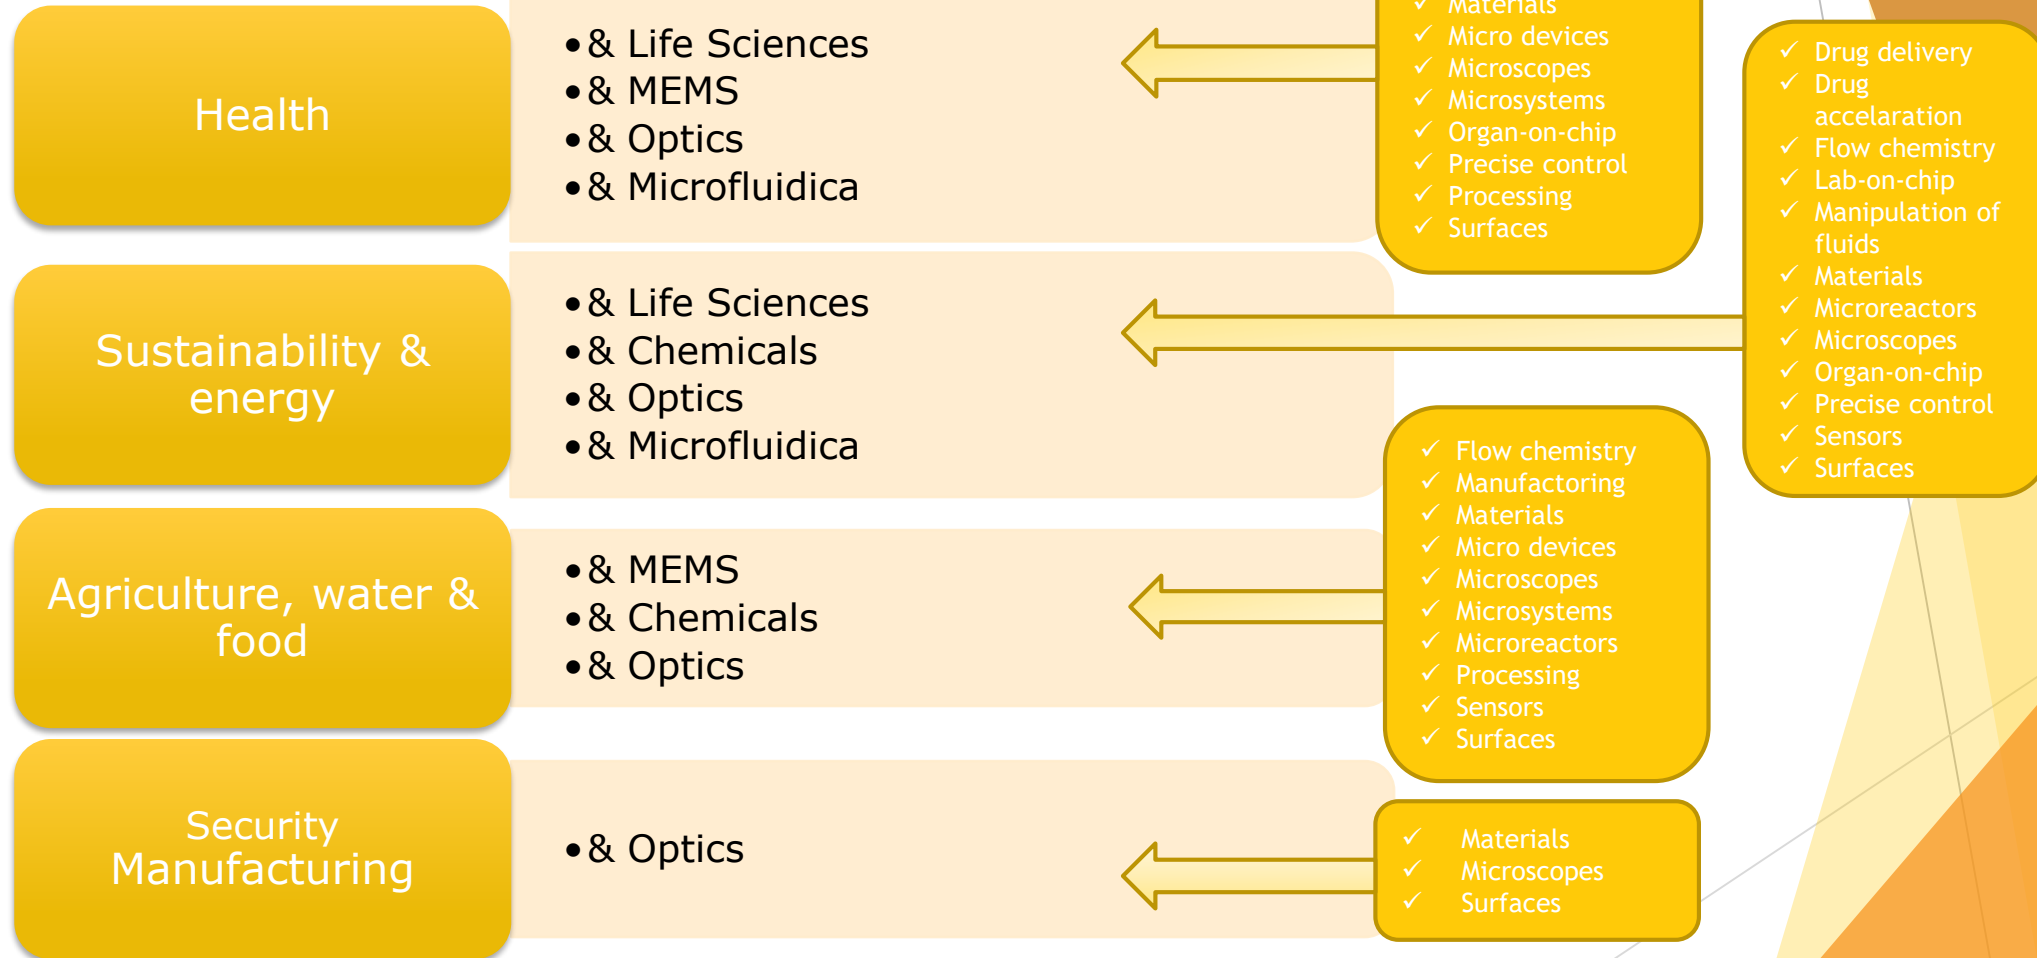 Health
• & Life Sciences
• & MEMS
• & Optics
• & Microfluidica
✓ Materials
✓ Micro devices
✓ Microscopes
✓ Microsystems
✓ Organ-on-chip
✓ Precise control
✓ Processing
✓ Surfaces
Sustainability &
energy
• & Life Sciences
• & Chemicals
• & Optics
• & Microfluidica
✓ Drug delivery
✓ Drug
accelaration
✓ Flow chemistry
✓ Lab-on-chip
✓ Manipulation of
fluids
✓ Materials
✓ Microreactors
✓ Microscopes
✓ Organ-on-chip
✓ Precise control
✓ Sensors
✓ Surfaces
Agriculture, water &
food
• & MEMS
• & Chemicals
• & Optics
✓ Flow chemistry
✓ Manufactoring
✓ Materials
✓ Micro devices
✓ Microscopes
✓ Microsystems
✓ Microreactors
✓ Processing
✓ Sensors
✓ Surfaces
Security
Manufacturing
• & Optics
✓ Materials
✓ Microscopes
✓ Surfaces